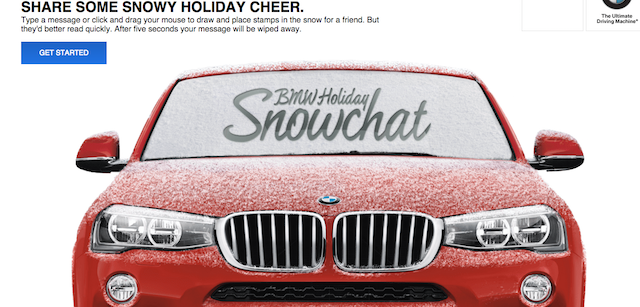 SHARE SOME SNOWY HOLIDAY CHEER.
Type a message or click and drag your mouse to draw and place stamps in the snow for a friend. But
they'd better read quickly. After five seconds your message will be wiped away.
GET STARTED
The Ultimate
Driving Machine®
BMW Holiday
Snowchat